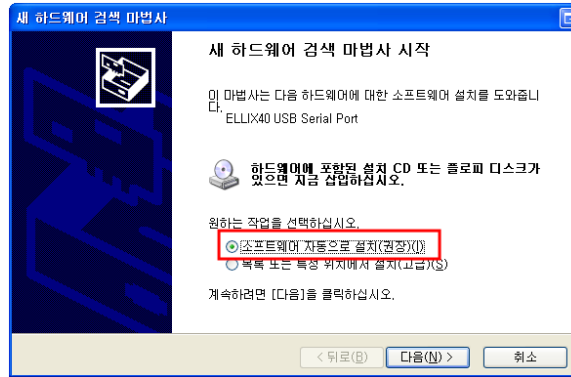 새 하드웨어 검색 마법사
새 하드웨어 검색 마법사 시작
이 마법사는 다음 하드웨어에 대한 소프트웨어 설치를 도와줍니
다.
ELLIX40 USB Serial Port
하드웨어에 포함된 설치 CD 또는 플로피 디스크가
있으면 지금 삽입하십시오.
원하는 작업을 선택하십시오.
소프트웨어 자동으로 설치(권장)(I)
목록 또는 특정 위치에서 설치(고급)(S)
계속하려면 [다음]을 클릭하십시오.
< 뒤로(B)
다음(N) >
취소